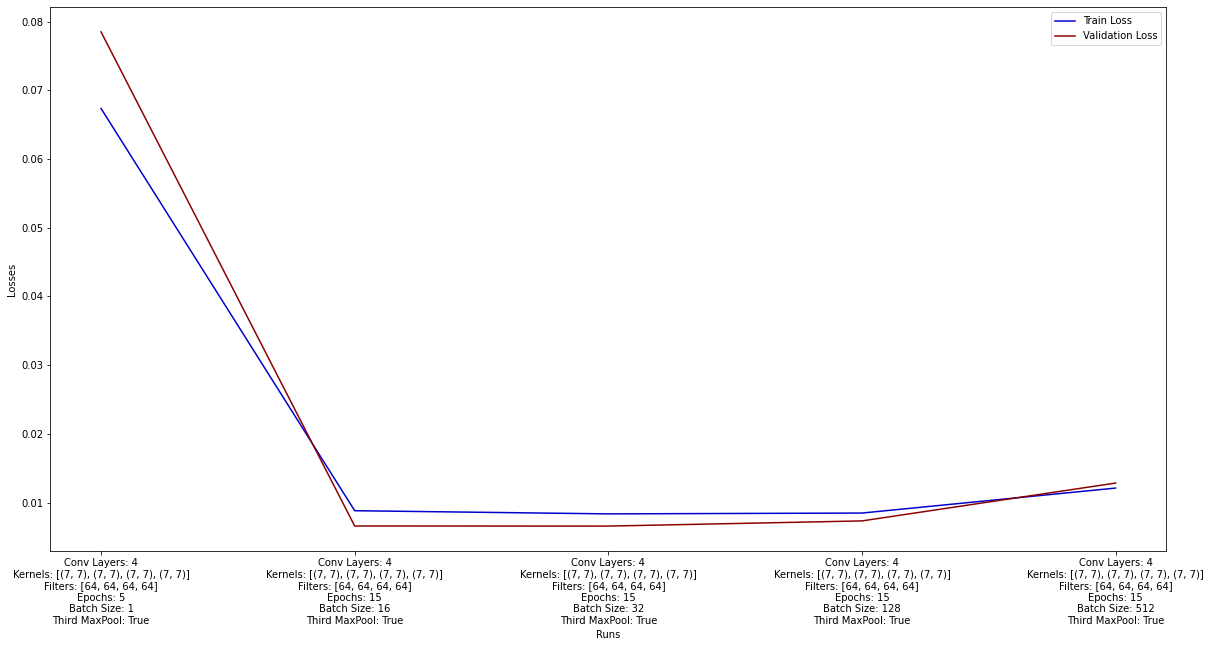 Train Loss
Validation Loss
0.08
0.07
0.06
0.05
0.04
0.03
0.02
0.01
Losses
Conv Layers: 4
Kernels: [(7, 7), (7, 7), (7, 7), (7, 7)]
Filters: [64, 64, 64, 64]
Epochs: 5
Batch Size: 1
Third MaxPool: True
Conv Layers: 4
Kernels: [(7, 7), (7, 7), (7, 7), (7, 7)]
Filters: [64, 64, 64, 64]
Epochs: 15
Batch Size: 16
Third MaxPool: True
Conv Layers: 4
Kernels: [(7, 7), (7, 7), (7, 7), (7, 7)]
Filters: [64, 64, 64, 64]
Epochs: 15
Batch Size: 32
Third MaxPool: True
Conv Layers: 4
Kernels: [(7, 7), (7, 7), (7, 7), (7, 7)]
Filters: [64, 64, 64, 64]
Epochs: 15
Batch Size: 128
Third MaxPool: True
Conv Layers: 4
Kernels: [(7, 7), (7, 7), (7, 7), (7, 7)]
Filters: [64, 64, 64, 64]
Epochs: 15
Batch Size: 512
Third MaxPool: True
Runs